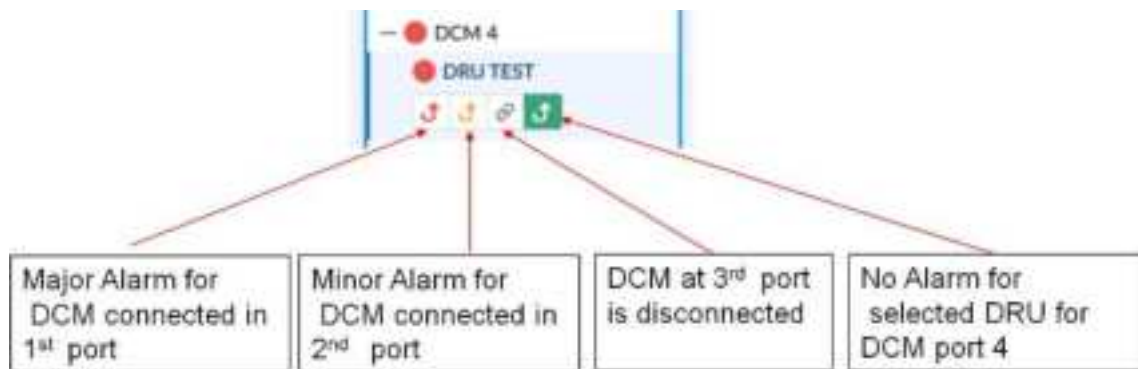 DCM 4
DRU TEST
Major Alarm for
DCM connected in
1st port
Minor Alarm for
DCM connected in
2nd port
DCM at 3rd port
is disconnected
No Alarm for
selected DRU for
DCM port 4